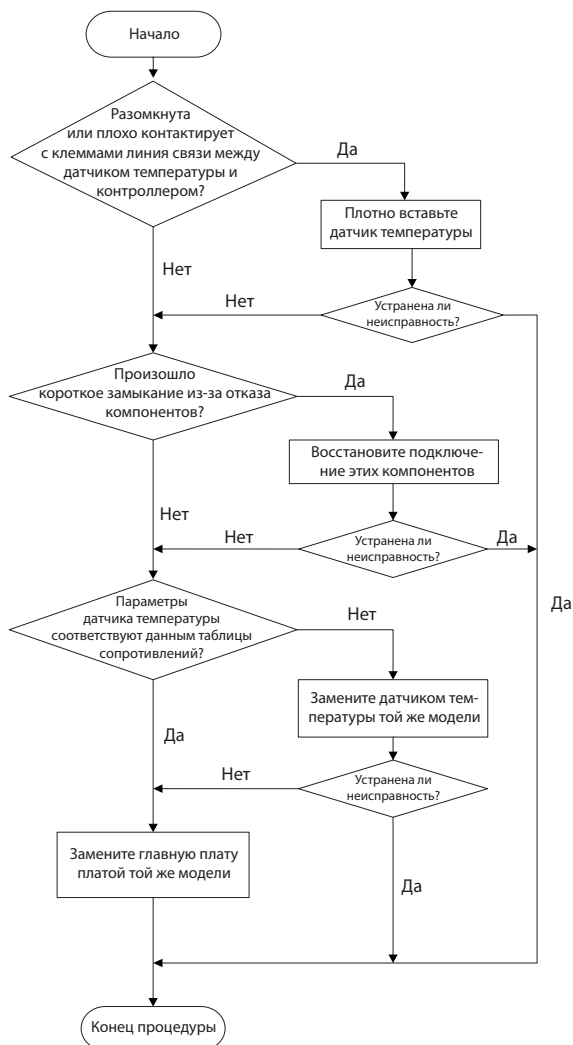 Начало
Разомкнута
или плохо контактирует
с клеммами линия связи между
датчиком температуры и
контроллером?
Да
Плотно вставьте
датчик температуры
Нет
Нет
Устранена ли
неисправность?
Произошло
короткое замыкание из-за отказа
компонентов?
Да
Восстановите подключе-
ние этих компонентов
Нет
Нет
Устранена ли
неисправность?
Да
Да
Параметры
датчика температуры
соответствуют данным таблицы
сопротивлений?
Нет
Замените датчиком тем-
пературы той же модели
Да
Нет
Устранена ли
неисправность?
Замените главную плату
платой той же модели
Да
Конец процедуры